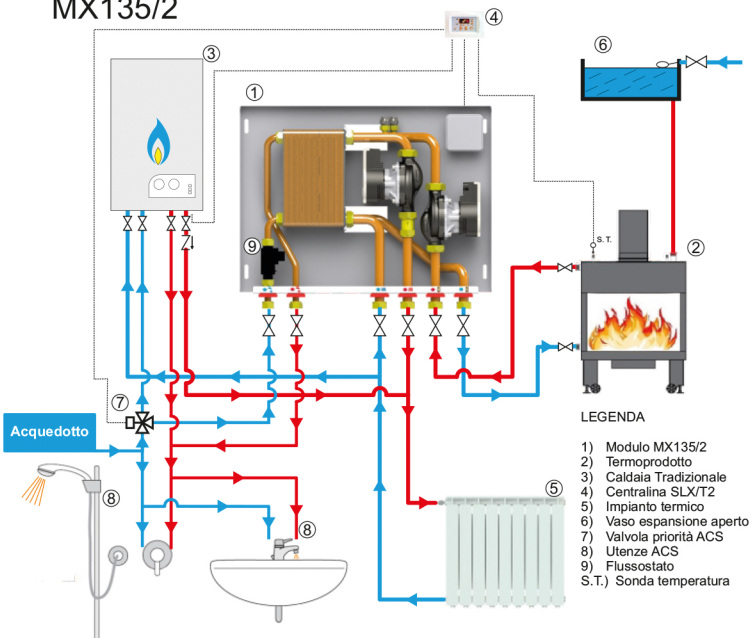 MX135/2
4
3
6
1
S.T.
2
9
7
Acquedotto
8
8
5
LEGENDA
1) Modulo MX135/2
2) Termoprodotto
3) Caldaia Tradizionale
4) Centralina SLX/T2
5) Impianto termico
6) Vaso espansione aperto
7) Valvola priorità ACS
8) Utenze ACS
9) Flussostato
S.T.) Sonda temperatura